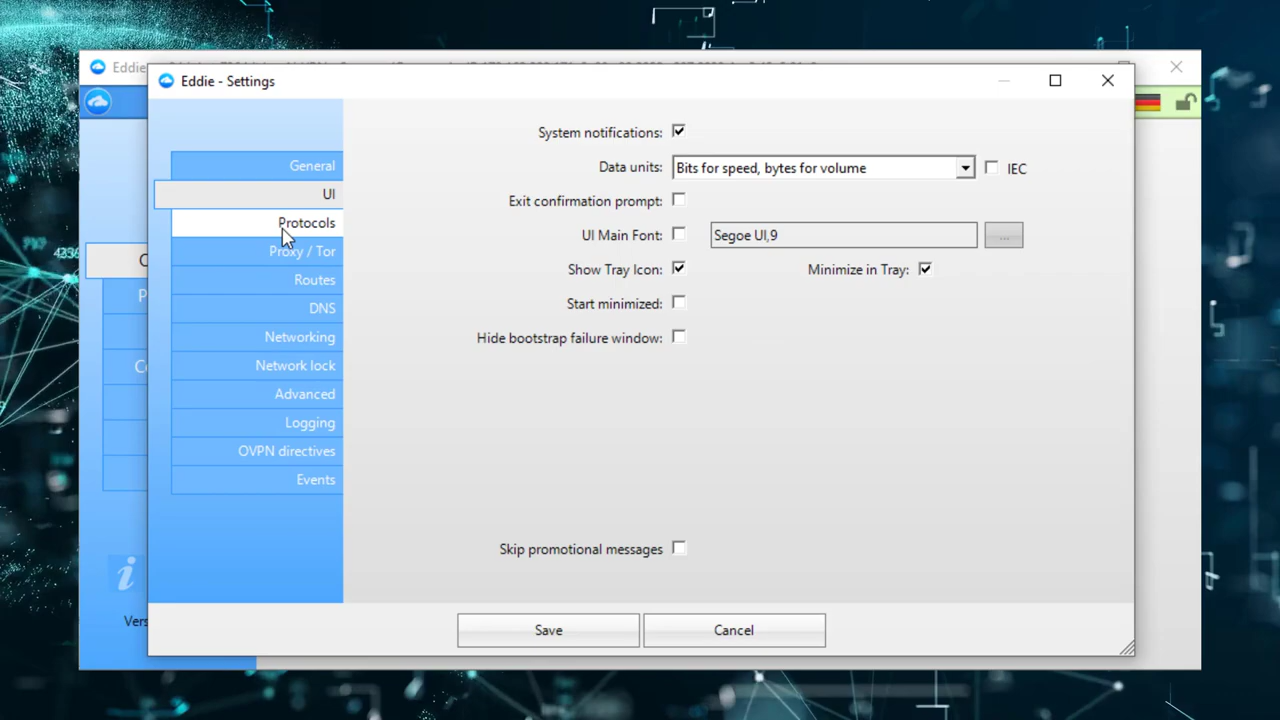 Eddie
Eddie - Settings
General
UI
Protocols
Proxy / Tor
Routes
DNS
Networking
Network lock
Advanced
Logging
OVPN directives
Events
System notifications:
Data units: Bits for speed, bytes for volume IEC
Exit confirmation prompt:
UI Main Font: Segoe UI,9 ...
Show Tray Icon: Minimize in Tray:
Start minimized:
Hide bootstrap failure window:
Skip promotional messages
Save Cancel